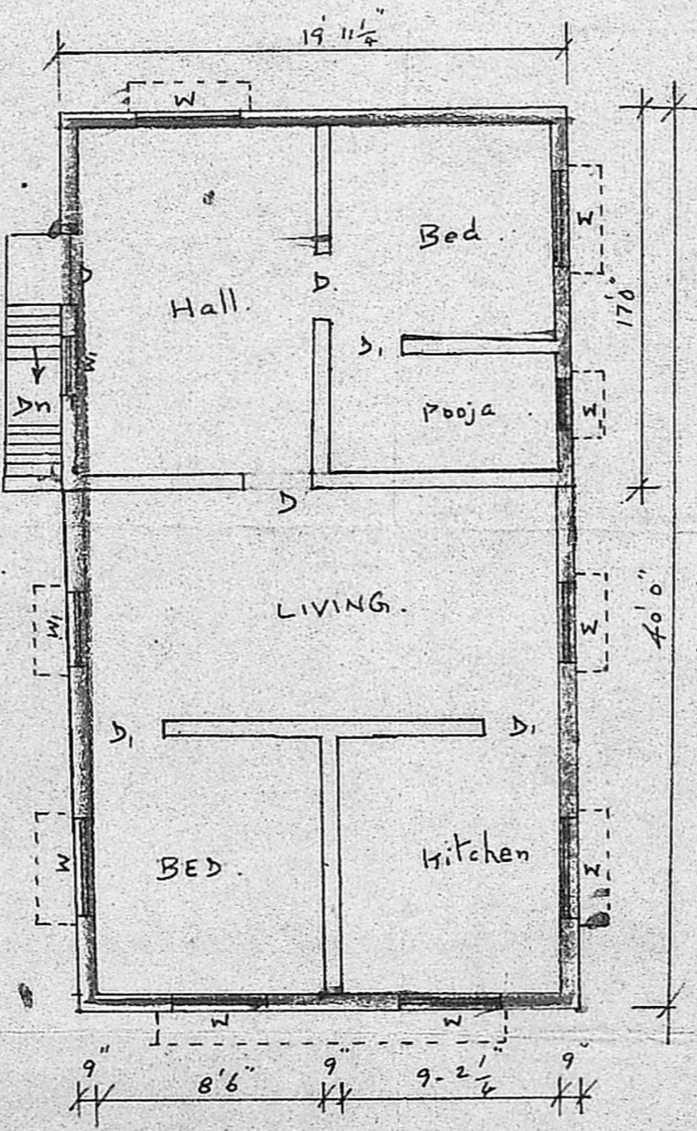 19' 11 1/4"
W
Bed.
W
D
Hall.
D.
17'0"
W1
D1
Dn
Pooja.
W
D
LIVING.
W
W
40'0"
D1
D1
W
BED.
Kitchen
W
W
W
9"
8'6"
9"
9-2 1/4"
9"